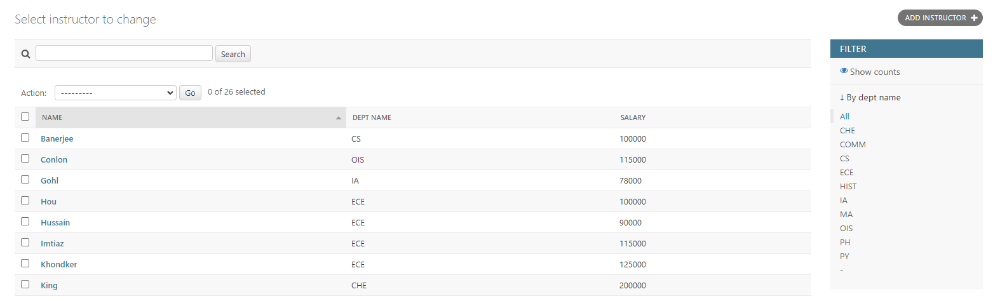 Select instructor to change
ADD INSTRUCTOR +
Search
Action: --------- Go 0 of 26 selected
NAME DEPT NAME SALARY
Banerjee CS 100000
Conlon OIS 115000
Gohl IA 78000
Hou ECE 100000
Hussain ECE 90000
Imtiaz ECE 115000
Khondker ECE 125000
King CHE 200000
FILTER
Show counts
↓ By dept name
All
CHE
COMM
CS
ECE
HIST
IA
MA
OIS
PH
PY
-